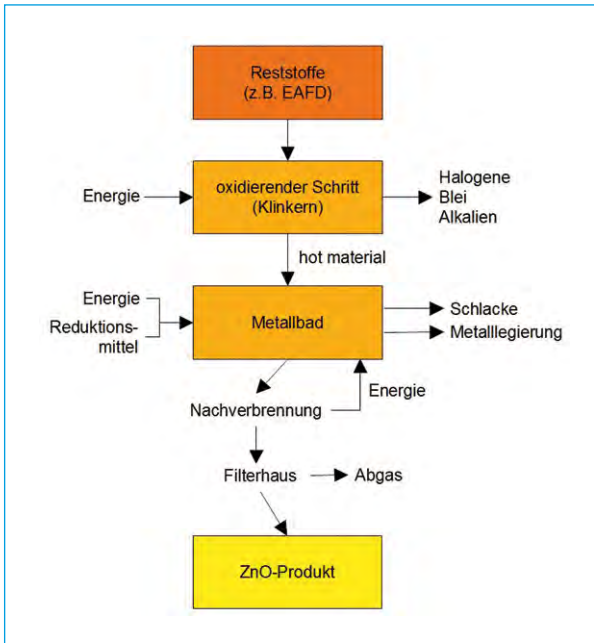 Reststoffe
(z.B. EAFD)
Energie
oxidierender Schritt
(Klinkern)
Halogene
Blei
Alkalien
hot material
Energie
Reduktions-
mittel
Metallbad
Schlacke
Metalllegierung
Energie
Nachverbrennung
Filterhaus
Abgas
ZnO-Produkt